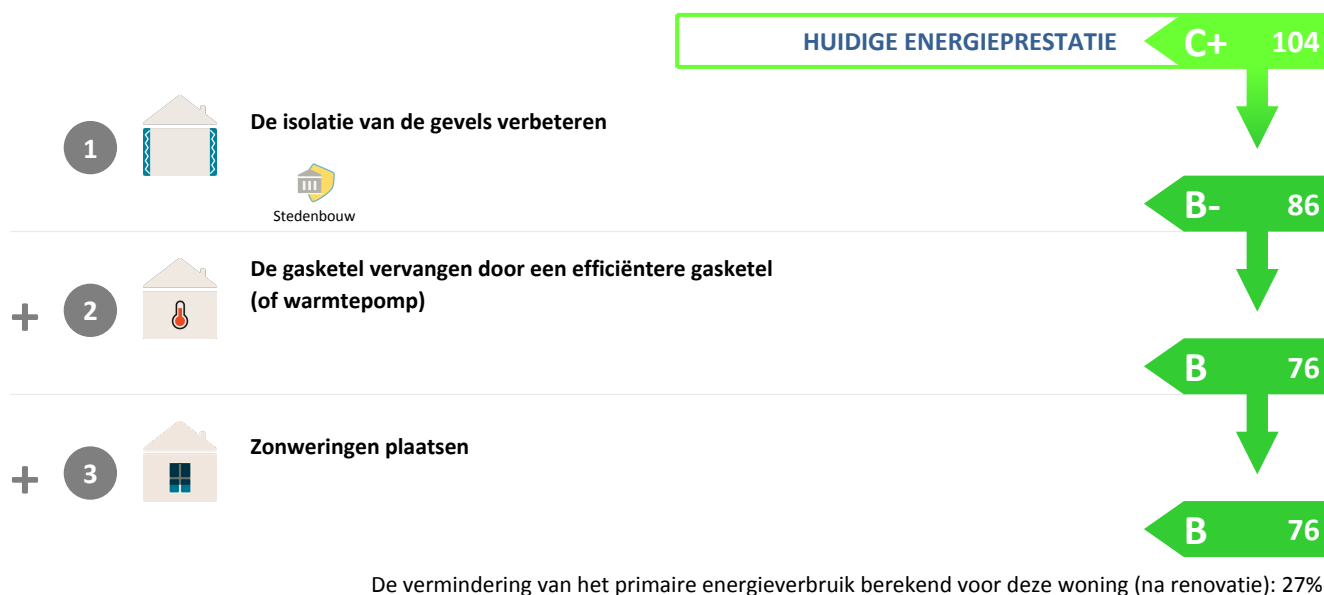 HUIDIGE ENERGIEPRESTATIE C+ 104
1 De isolatie van de gevels verbeteren
Stedenbouw
B- 86
De gasketel vervangen door een efficiëntere gasketel
+ 2 (of warmtepomp)
B 76
+ 3 Zonweringen plaatsen
B 76
De vermindering van het primaire energieverbruik berekend voor deze woning (na renovatie): 27%